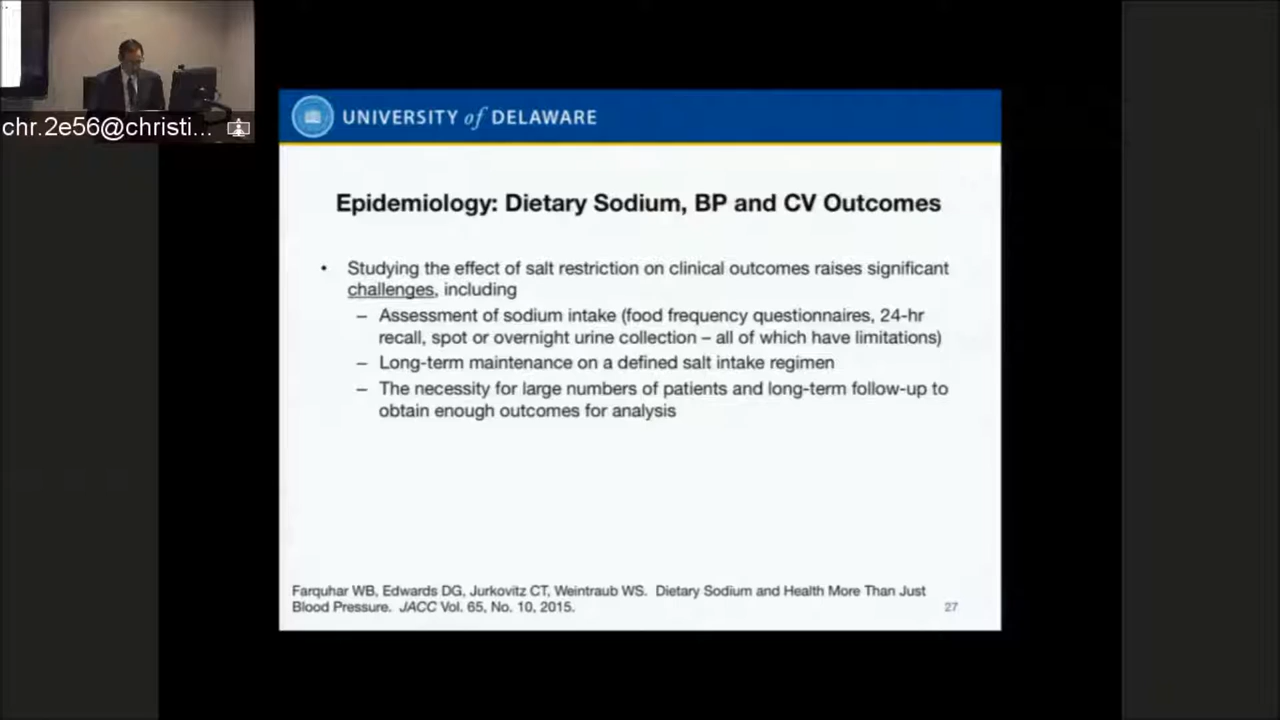 chr.2e56@christi...
UNIVERSITY of DELAWARE
Epidemiology: Dietary Sodium, BP and CV Outcomes
• Studying the effect of salt restriction on clinical outcomes raises significant
challenges, including
– Assessment of sodium intake (food frequency questionnaires, 24-hr
recall, spot or overnight urine collection – all of which have limitations)
– Long-term maintenance on a defined salt intake regimen
– The necessity for large numbers of patients and long-term follow-up to
obtain enough outcomes for analysis
Farquhar WB, Edwards DG, Jurkovitz CT, Weintraub WS. Dietary Sodium and Health More Than Just
Blood Pressure. JACC Vol. 65, No. 10, 2015.
27